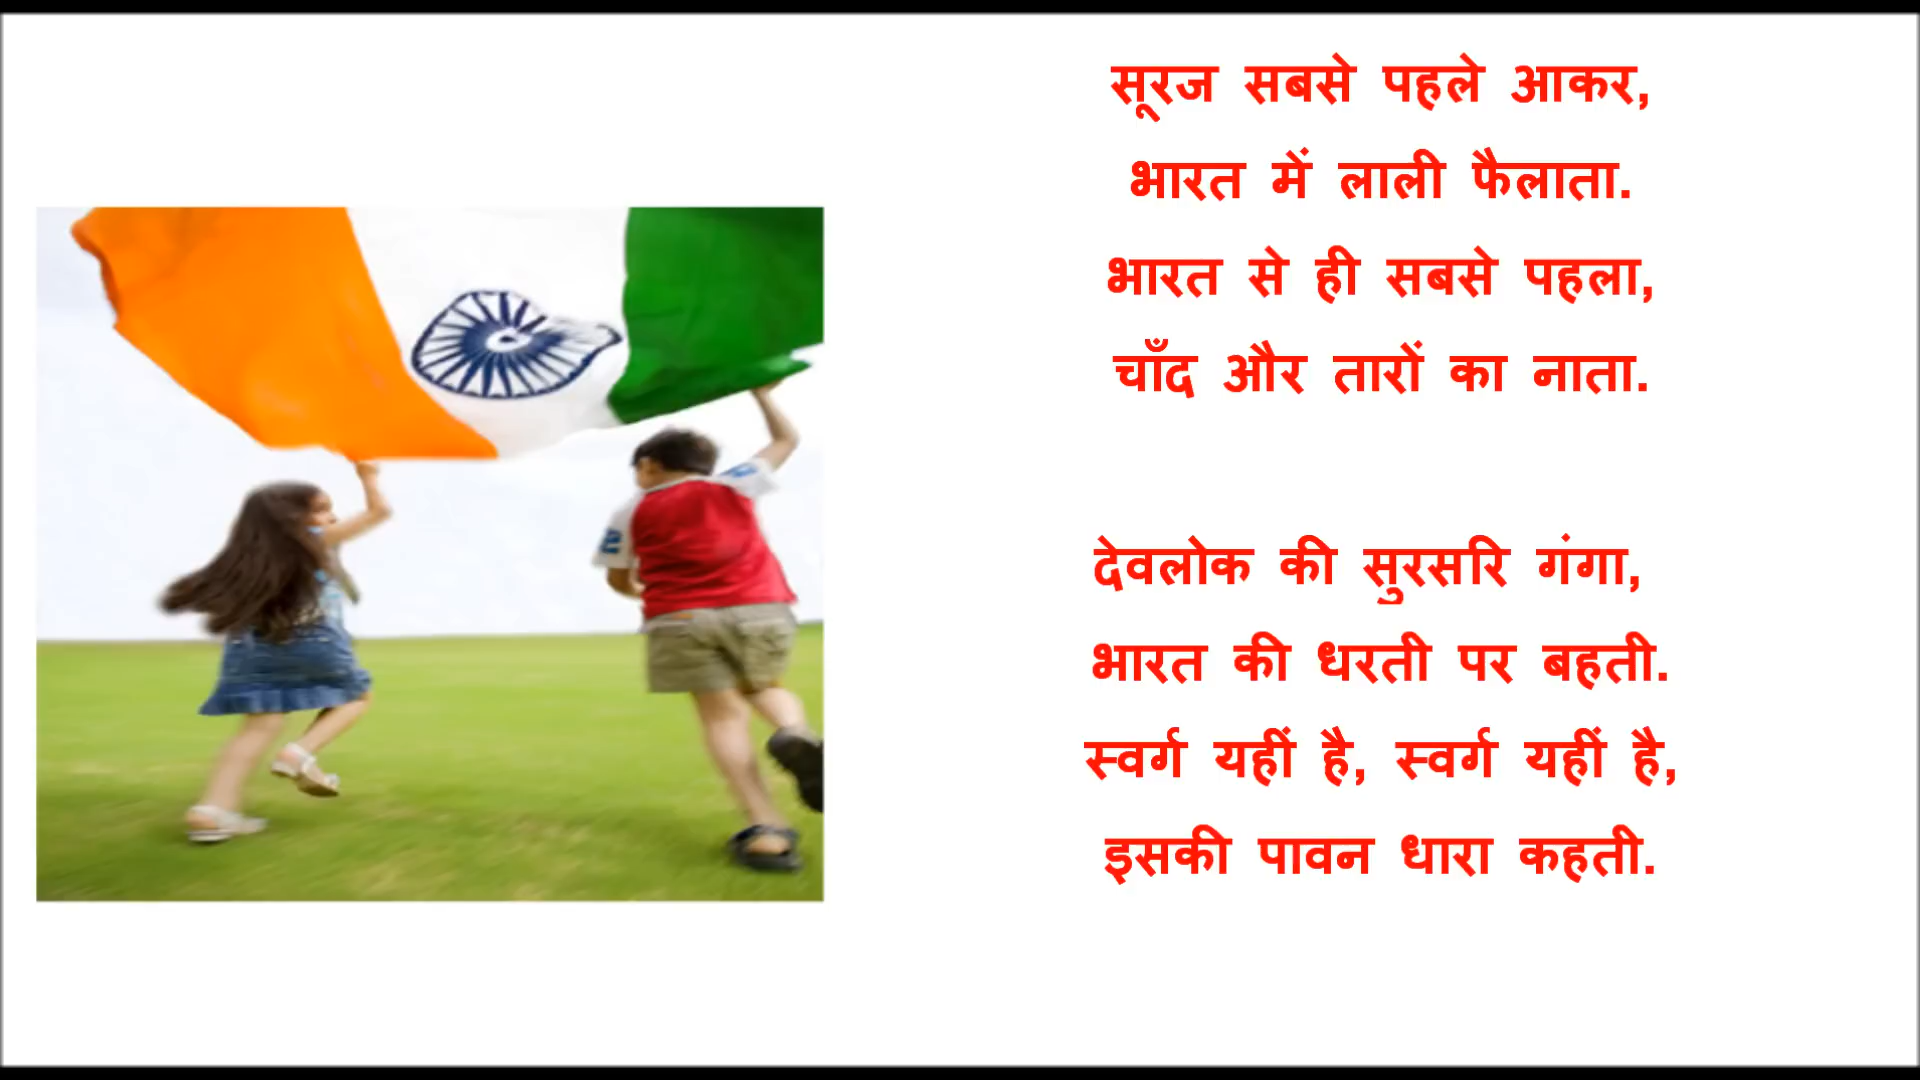 सूरज सबसे पहले आकर,
भारत में लाली फैलाता.
भारत से ही सबसे पहला,
चाँद और तारों का नाता.
देवलोक की सुरसरि गंगा,
भारत की धरती पर बहती.
स्वर्ग यहीं है, स्वर्ग यहीं है,
इसकी पावन धारा कहती.